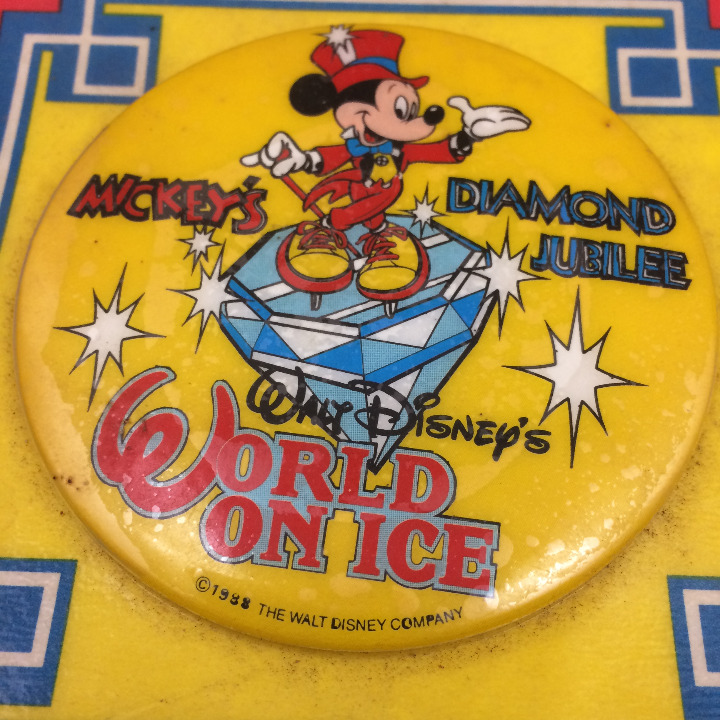 MICKEY'S
DIAMOND
JUBILEE
WALT DISNEY'S
WORLD
ON ICE
©1988 THE WALT DISNEY COMPANY